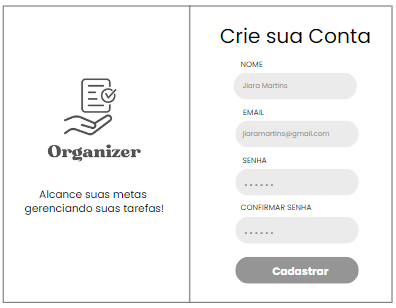 Organizer
Alcance suas metas
gerenciando suas tarefas!
Crie sua Conta
NOME
Jiara Martins
EMAIL
jiaramartins@gmail.com
SENHA
......
CONFIRMAR SENHA
......
Cadastrar